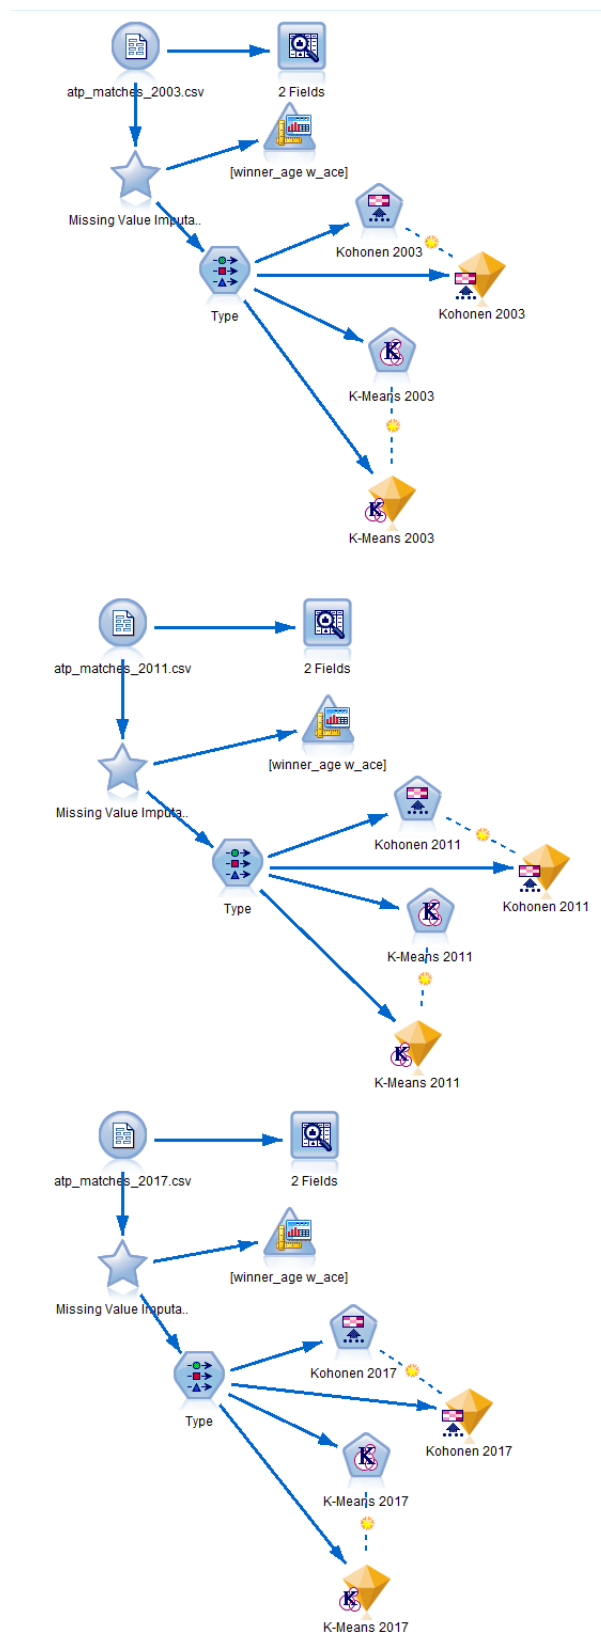 atp_matches_2003.csv
2 Fields
[winner_age w_ace]
Missing Value Imputa..
Kohonen 2003
Type
Kohonen 2003
K-Means 2003
K-Means 2003
atp_matches_2011.csv
2 Fields
[winner_age w_ace]
Missing Value Imputa..
Kohonen 2011
Type
Kohonen 2011
K-Means 2011
K-Means 2011
atp_matches_2017.csv
2 Fields
[winner_age w_ace]
Missing Value Imputa..
Kohonen 2017
Type
Kohonen 2017
K-Means 2017
K-Means 2017